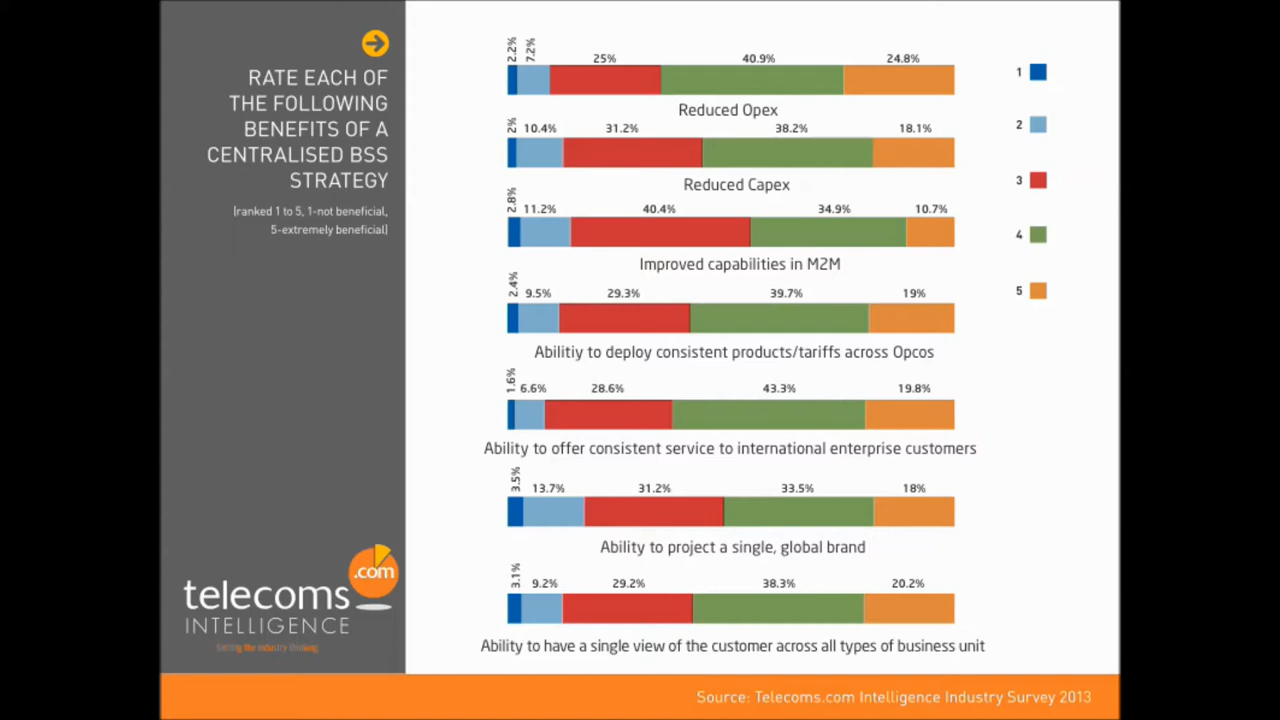 RATE EACH OF
THE FOLLOWING
BENEFITS OF A
CENTRALISED BSS
STRATEGY
(ranked 1 to 5, 1-not beneficial,
5-extremely beneficial)
2.2% 7.2% 25% 40.9% 24.8%
Reduced Opex
2% 10.4% 31.2% 38.2% 18.1%
Reduced Capex
2.8% 11.2% 40.4% 34.9% 10.7%
Improved capabilities in M2M
2.4% 9.5% 29.3% 39.7% 19%
Abilitiy to deploy consistent products/tariffs across Opcos
1.6% 6.6% 28.6% 43.3% 19.8%
Ability to offer consistent service to international enterprise customers
3.5% 13.7% 31.2% 33.5% 18%
Ability to project a single, global brand
3.1% 9.2% 29.2% 38.3% 20.2%
Ability to have a single view of the customer across all types of business unit
1
2
3
4
5
telecoms.com
INTELLIGENCE
Setting the industry thinking
Source: Telecoms.com Intelligence Industry Survey 2013